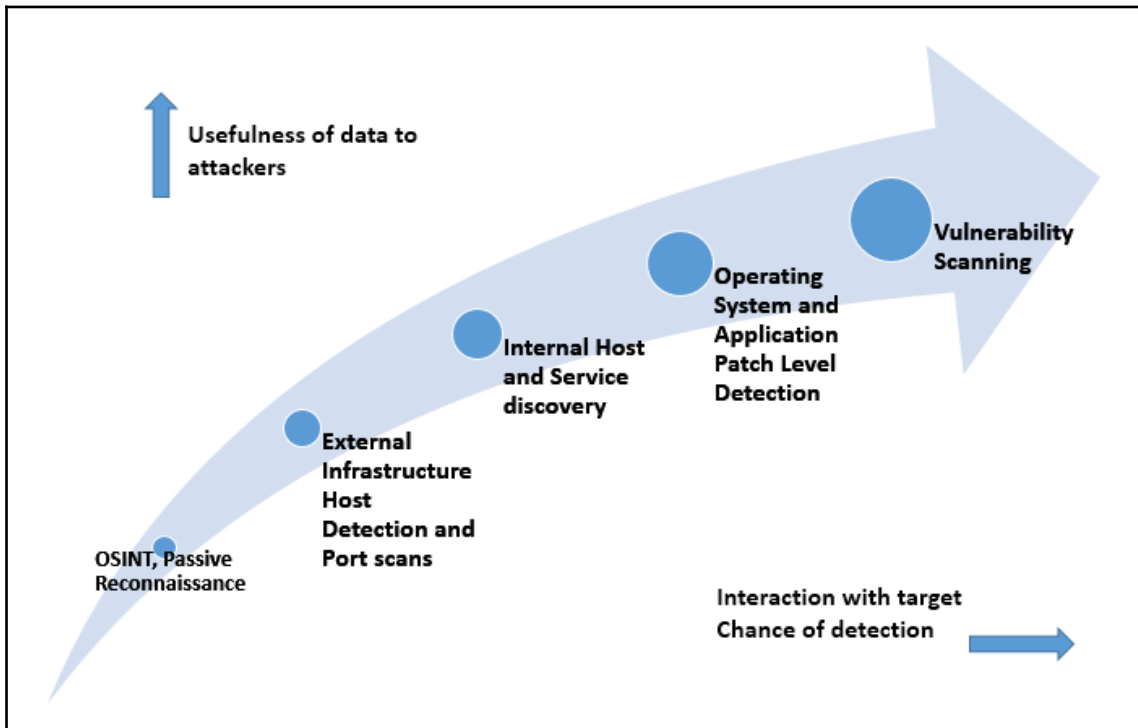 Usefulness of data to
attackers
Vulnerability
Scanning
Operating
System and
Application
Patch Level
Detection
Internal Host
and Service
discovery
External
Infrastructure
Host
Detection and
Port scans
OSINT, Passive
Reconnaissance
Interaction with target
Chance of detection